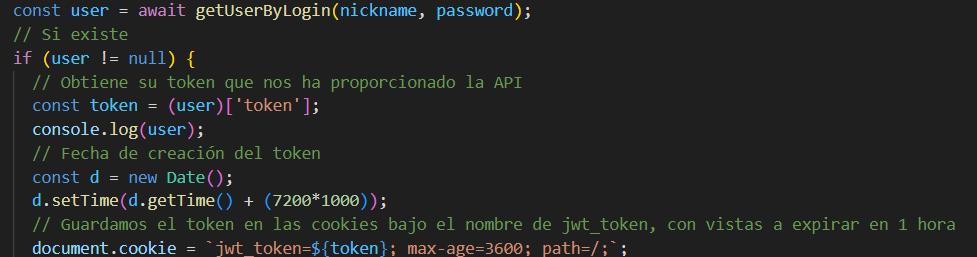 const user = await getUserByLogin(nickname, password);
// Si existe
if (user != null) {
// Obtiene su token que nos ha proporcionado la API
const token = (user)['token'];
console.log(user);
// Fecha de creación del token
const d = new Date();
d.setTime(d.getTime() + (7200*1000));
// Guardamos el token en las cookies bajo el nombre de jwt_token, con vistas a expirar en 1 hora
document.cookie = `jwt_token=${token}; max-age=3600; path=/;`;